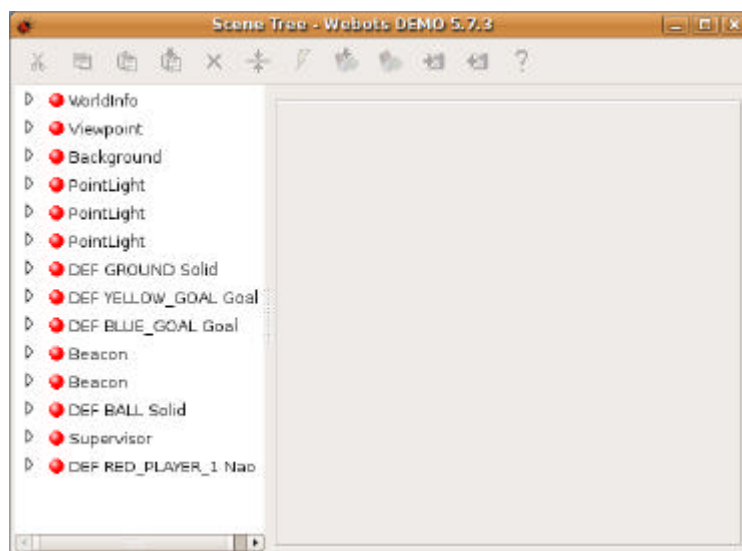 Scene Tree - Webots DEMO 5.7.3
?
WorldInfo
Viewpoint
Background
PointLight
PointLight
PointLight
DEF GROUND Solid
DEF YELLOW_GOAL Goal
DEF BLUE_GOAL Goal
Beacon
Beacon
DEF BALL Solid
Supervisor
DEF RED_PLAYER_1 Nao